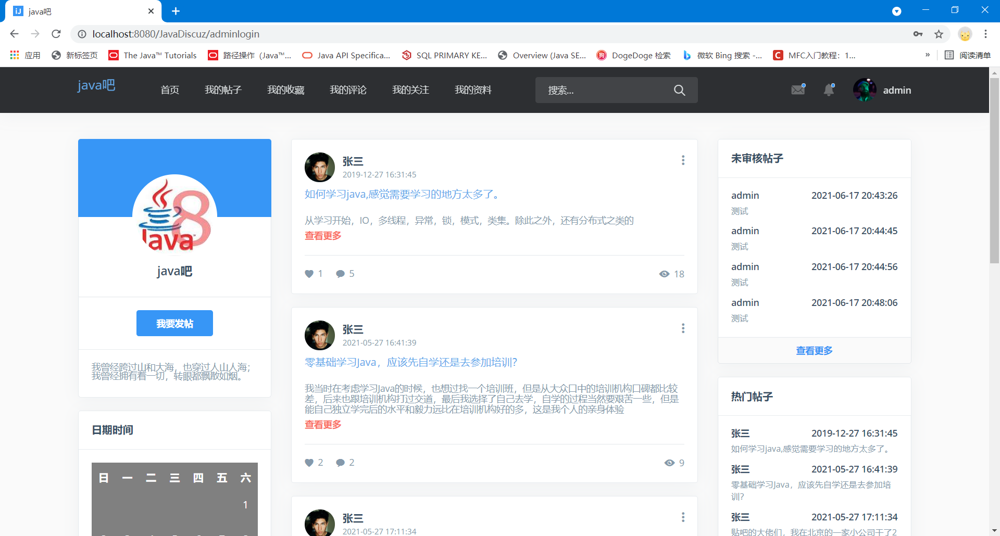 java吧
localhost:8080/JavaDiscuz/adminlogin
应用 新标签页 The Java™ Tutorials 路径操作（Java™... Java API Specifica... SQL PRIMARY KE... Overview (Java SE... DogeDoge 检索 微软 Bing 搜索 -... MFC入门教程：1... » 阅读清单
java吧 首页 我的帖子 我的收藏 我的评论 我的关注 我的资料 搜索... admin
8
Java™
java吧
我要发帖
我曾经跨过山和大海，也穿过人山人海；
我曾经拥有着一切，转眼都飘散如烟。
日期时间
日 一 二 三 四 五 六
1
张三
2019-12-27 16:31:45
如何学习java,感觉需要学习的地方太多了。
从学习开始，IO，多线程，异常，锁，模式，类集。除此之外，还有分布式之类的
查看更多
1 5 18
张三
2021-05-27 16:41:39
零基础学习Java，应该先自学还是去参加培训？
我当时在考虑学习Java的时候，也想过找一个培训班，但是从大众口中的培训机构口碑都比较
差，后来也跟培训机构打过交道，最后我选择了自己去学，自学的过程当然要艰苦一些，但是
能自己独立学完后的水平和毅力远比在培训机构好的多，这是我个人的亲身体验
查看更多
2 2 9
张三
2021-05-27 17:11:34
未审核帖子
admin 2021-06-17 20:43:26
测试
admin 2021-06-17 20:44:45
测试
admin 2021-06-17 20:44:56
测试
admin 2021-06-17 20:48:06
测试
查看更多
热门帖子
张三 2019-12-27 16:31:45
如何学习java,感觉需要学习的地方太多了。
张三 2021-05-27 16:41:39
零基础学习Java，应该先自学还是去参加培
训？
张三 2021-05-27 17:11:34
贴吧的大佬们，我在北京的一家小公司干了2